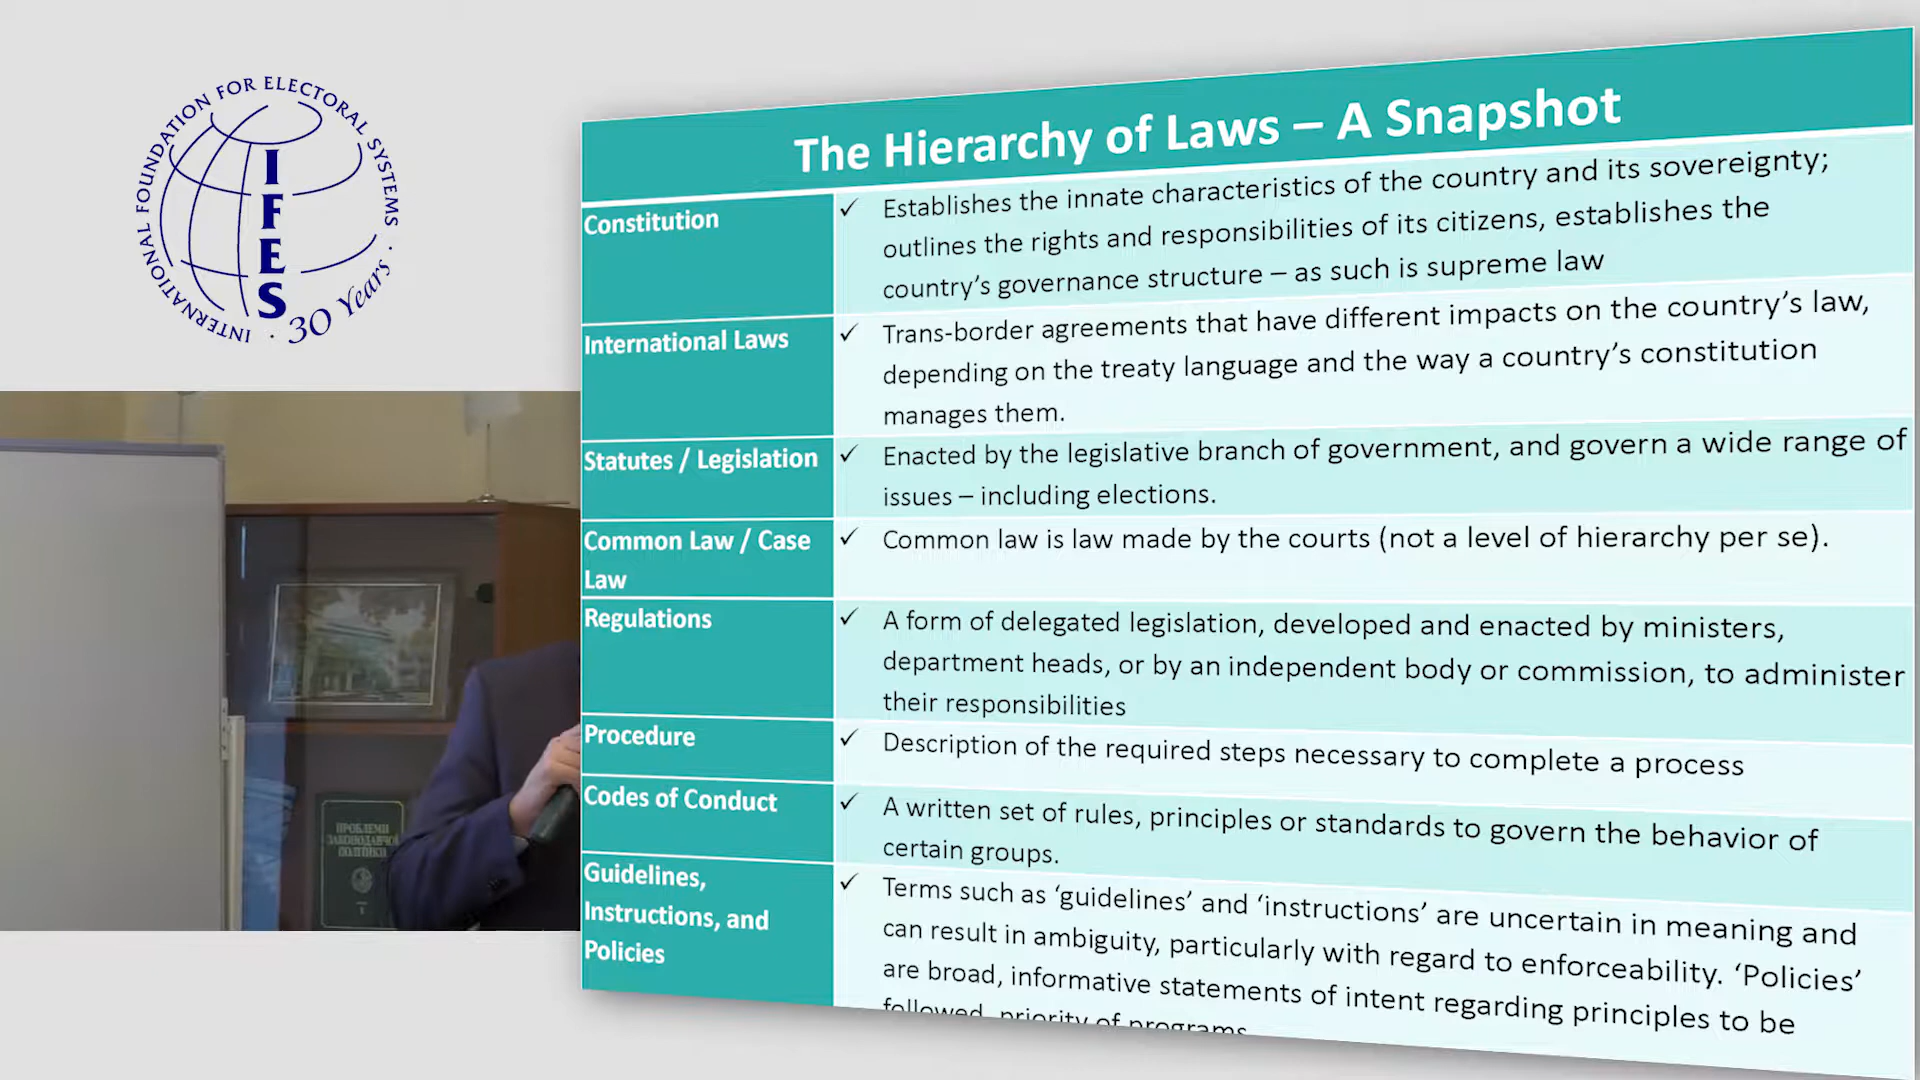 INTERNATIONAL FOUNDATION FOR ELECTORAL SYSTEMS · 30 Years ·
IFES
The Hierarchy of Laws – A Snapshot
Constitution
✓ Establishes the innate characteristics of the country and its sovereignty;
outlines the rights and responsibilities of its citizens, establishes the
country’s governance structure – as such is supreme law
International Laws
✓ Trans-border agreements that have different impacts on the country’s law,
depending on the treaty language and the way a country’s constitution
manages them.
Statutes / Legislation
✓ Enacted by the legislative branch of government, and govern a wide range of
issues – including elections.
Common Law / Case
Law
✓ Common law is law made by the courts (not a level of hierarchy per se).
Regulations
✓ A form of delegated legislation, developed and enacted by ministers,
department heads, or by an independent body or commission, to administer
their responsibilities
Procedure
✓ Description of the required steps necessary to complete a process
Codes of Conduct
✓ A written set of rules, principles or standards to govern the behavior of
certain groups.
Guidelines,
Instructions, and
Policies
✓ Terms such as ‘guidelines’ and ‘instructions’ are uncertain in meaning and
can result in ambiguity, particularly with regard to enforceability. ‘Policies’
are broad, informative statements of intent regarding principles to be
followed, priority of programs
ПРОБЛЕМИ
ЗАКОНОДАВЧОЇ
ПОЛІТИКИ